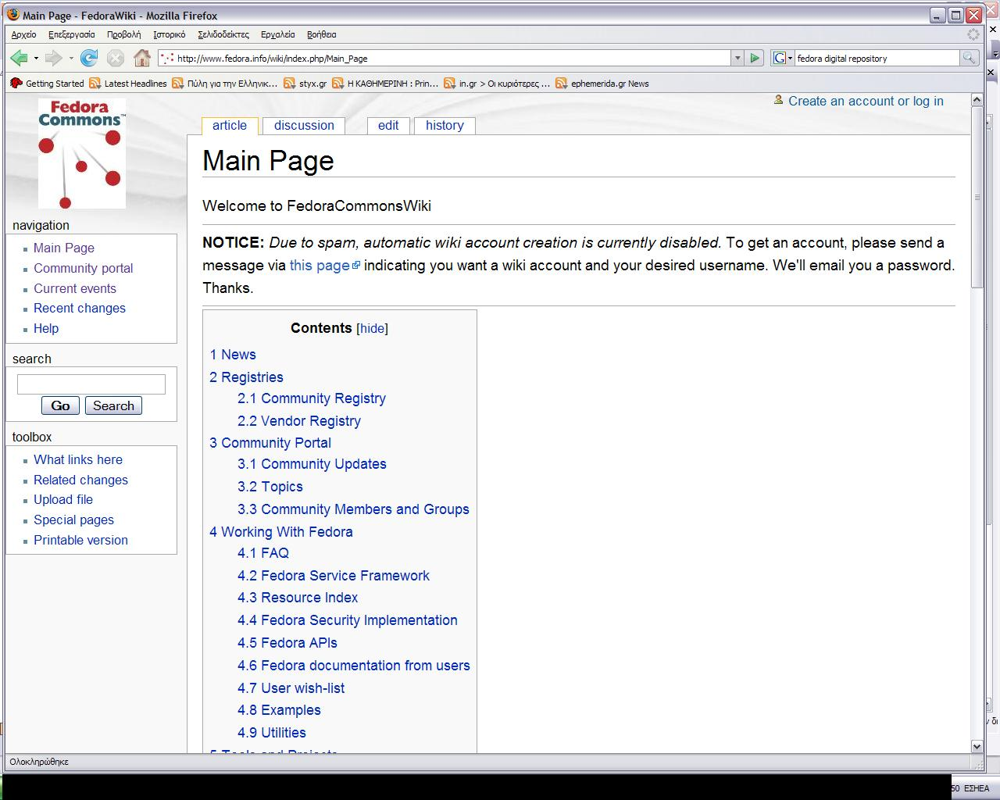 Main Page - FedoraWiki - Mozilla Firefox
Αρχείο Επεξεργασία Προβολή Ιστορικό Σελιδοδείκτες Εργαλεία Βοήθεια
http://www.fedora.info/wiki/index.php/Main_Page
G fedora digital repository
Getting Started Latest Headlines Πύλη για την Ελληνικ... styx.gr Η ΚΑΘΗΜΕΡΙΝΗ : Prin... in.gr > Οι κυριότερες ... ephemerida.gr News
Create an account or log in
Fedora
Commons™
article discussion edit history
Main Page
Welcome to FedoraCommonsWiki
NOTICE: Due to spam, automatic wiki account creation is currently disabled. To get an account, please send a
message via this page indicating you want a wiki account and your desired username. We'll email you a password.
Thanks.
navigation
Main Page
Community portal
Current events
Recent changes
Help
search
Go Search
toolbox
What links here
Related changes
Upload file
Special pages
Printable version
Contents [hide]
1 News
2 Registries
2.1 Community Registry
2.2 Vendor Registry
3 Community Portal
3.1 Community Updates
3.2 Topics
3.3 Community Members and Groups
4 Working With Fedora
4.1 FAQ
4.2 Fedora Service Framework
4.3 Resource Index
4.4 Fedora Security Implementation
4.5 Fedora APIs
4.6 Fedora documentation from users
4.7 User wish-list
4.8 Examples
4.9 Utilities
5 Tools and Projects
Ολοκληρώθηκε
50 ΕΣΗΕΑ